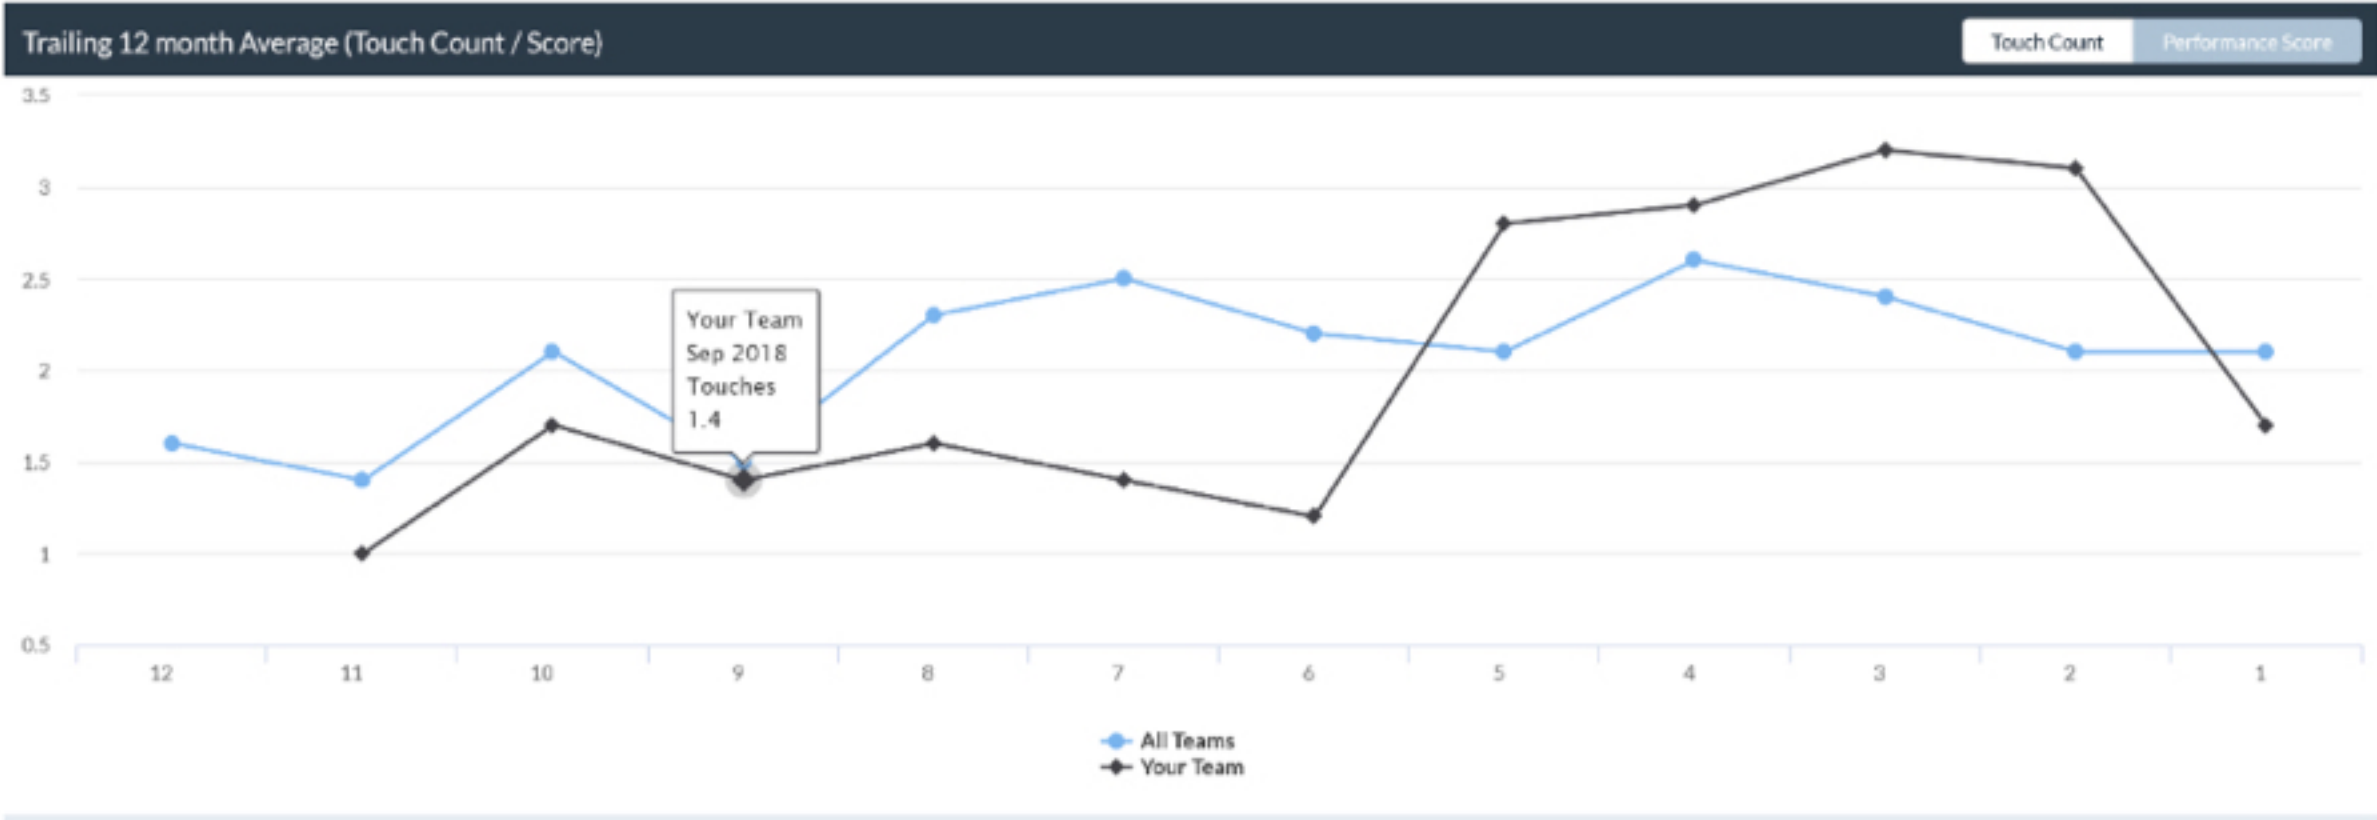 Trailing 12 month Average (Touch Count / Score)
Touch Count
Performance Score
3.5
3
2.5
2
1.5
1
0.5
Your Team
Sep 2018
Touches
1.4
12 11 10 9 8 7 6 5 4 3 2 1
All Teams
Your Team